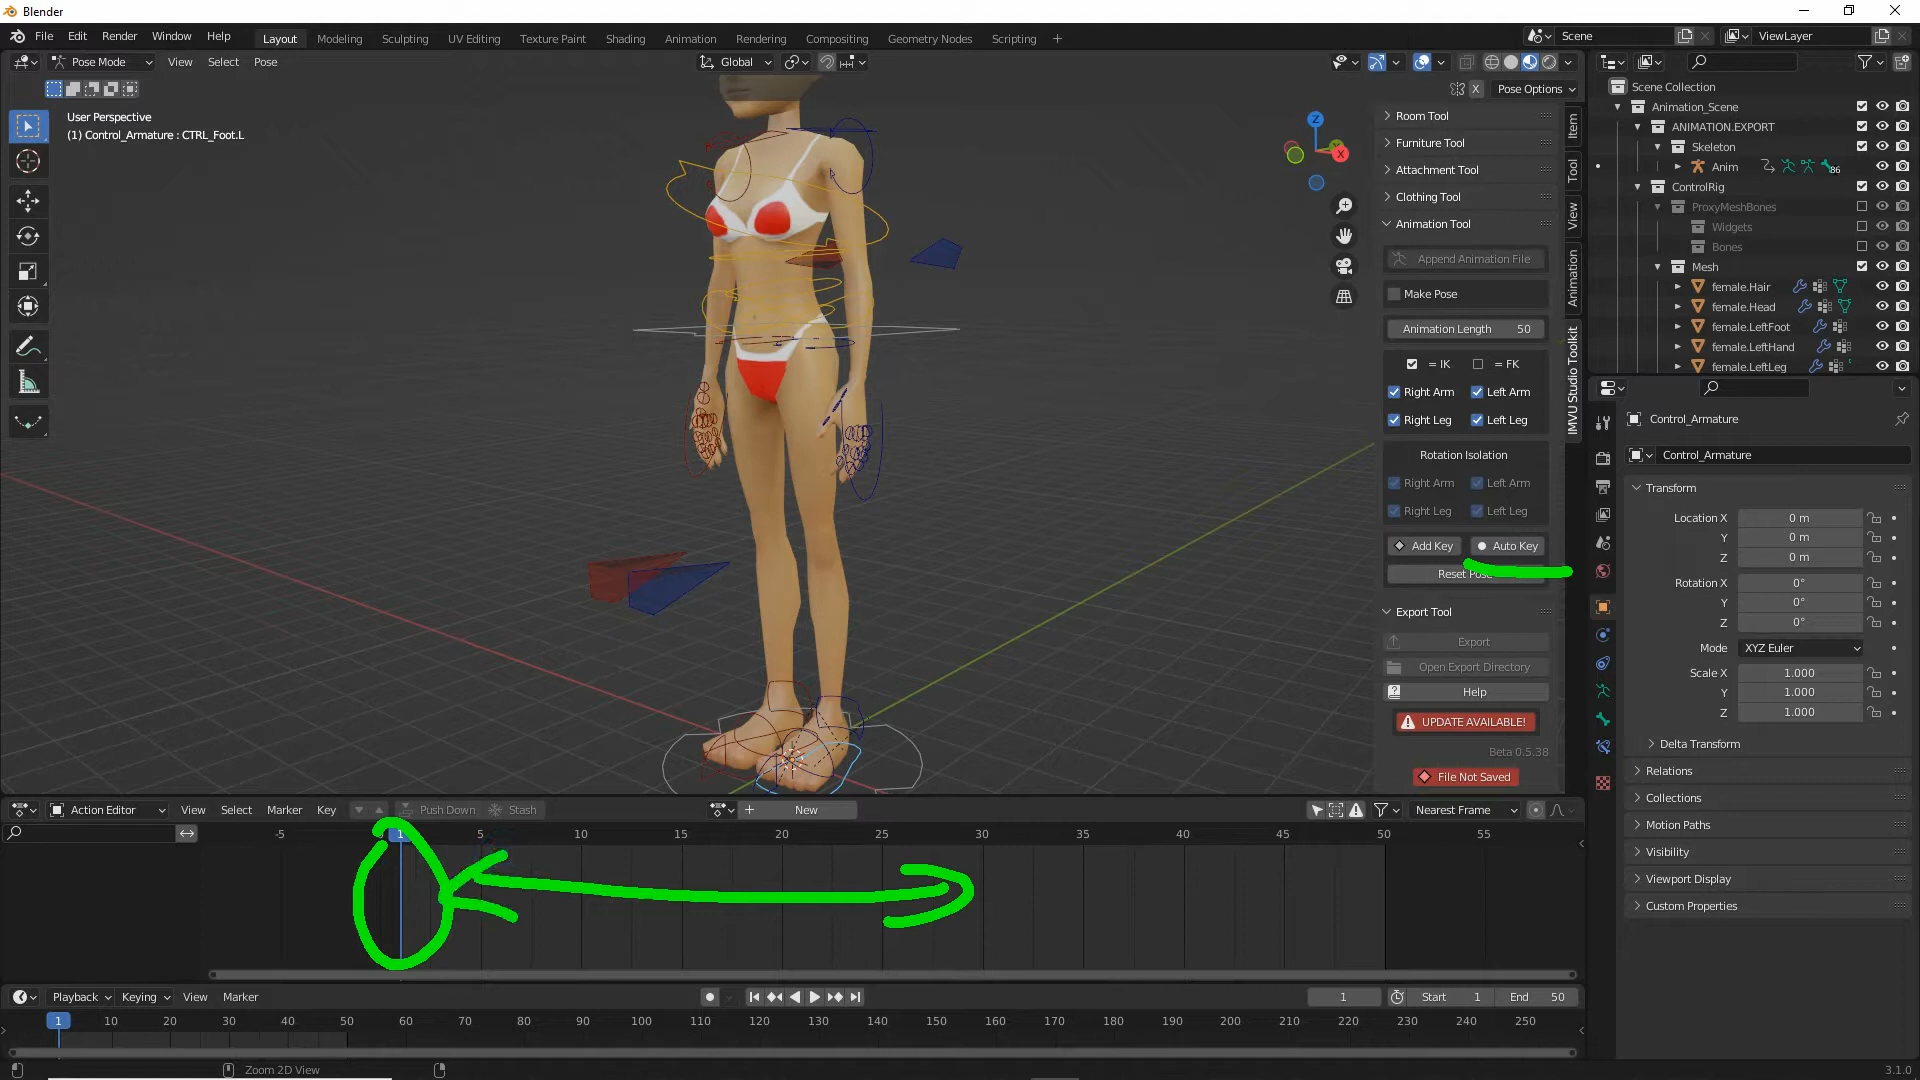 Blender
File Edit Render Window Help Layout Modeling Sculpting UV Editing Texture Paint Shading Animation Rendering Compositing Geometry Nodes Scripting + Scene ViewLayer
Pose Mode View Select Pose Global
X Pose Options
User Perspective
(1) Control_Armature : CTRL_Foot.L
Z
X
Room Tool
Furniture Tool
Attachment Tool
Clothing Tool
Animation Tool
Append Animation File
Make Pose
Animation Length 50
= IK = FK
Right Arm Left Arm
Right Leg Left Leg
Rotation Isolation
Right Arm Left Arm
Right Leg Left Leg
Add Key Auto Key
Reset Pose
Export Tool
Export
Open Export Directory
Help
UPDATE AVAILABLE!
Beta 0.5.38
File Not Saved
Item
Tool
View
Animation
IMVU Studio Toolkit
Scene Collection
Animation_Scene
ANIMATION.EXPORT
Skeleton
Anim 86
ControlRig
ProxyMeshBones
Widgets
Bones
Mesh
female.Hair
female.Head
female.LeftFoot
female.LeftHand
female.LeftLeg
Control_Armature
Control_Armature
Transform
Location X 0 m
Y 0 m
Z 0 m
Rotation X 0°
Y 0°
Z 0°
Mode XYZ Euler
Scale X 1.000
Y 1.000
Z 1.000
Delta Transform
Relations
Collections
Motion Paths
Visibility
Viewport Display
Custom Properties
Action Editor View Select Marker Key Push Down Stash + New Nearest Frame
-5 1 5 10 15 20 25 30 35 40 45 50 55
Playback Keying View Marker 1 Start 1 End 50
1 10 20 30 40 50 60 70 80 90 100 110 120 130 140 150 160 170 180 190 200 210 220 230 240 250
Zoom 2D View 3.1.0